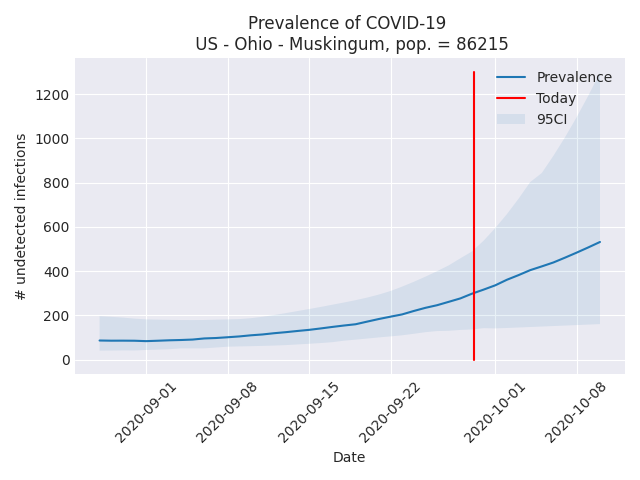 Prevalence of COVID-19
US - Ohio - Muskingum, pop. = 86215
Prevalence
Today
95CI
# undetected infections
1200
1000
800
600
400
200
0
2020-09-01
2020-09-08
2020-09-15
2020-09-22
2020-10-01
2020-10-08
Date